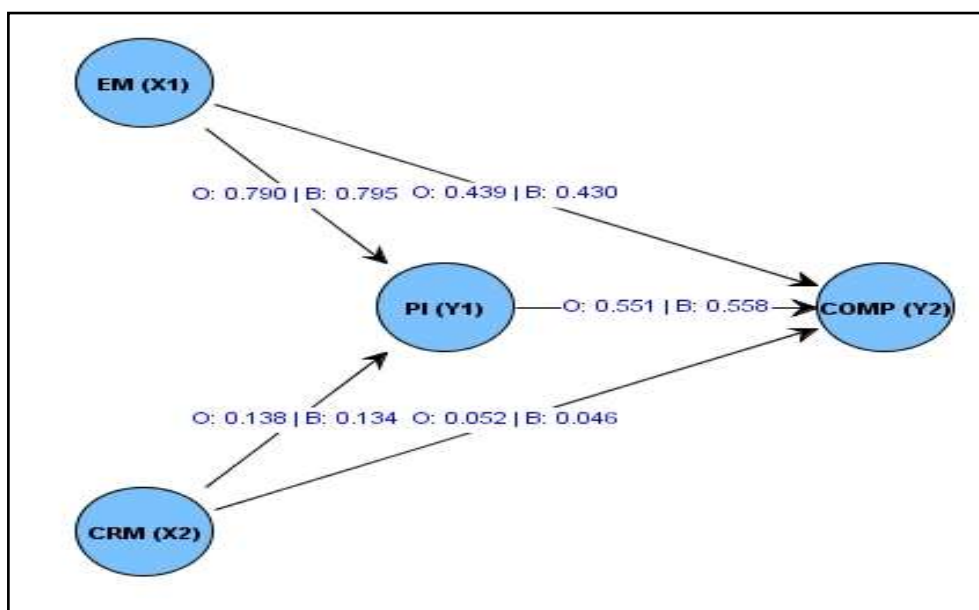 EM (X1)
O: 0.790 | B: 0.795
O: 0.439 | B: 0.430
PI (Y1)
O: 0.551 | B: 0.558
COMP (Y2)
O: 0.138 | B: 0.134
O: 0.052 | B: 0.046
CRM (X2)